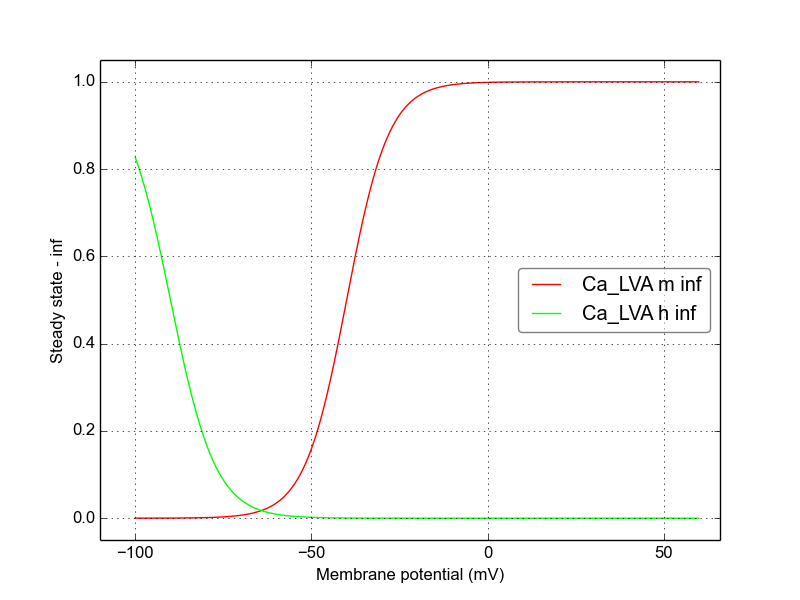 1.0
0.8
0.6
0.4
0.2
0.0
Steady state - inf
Ca_LVA m inf
Ca_LVA h inf
−100
−50
0
50
Membrane potential (mV)